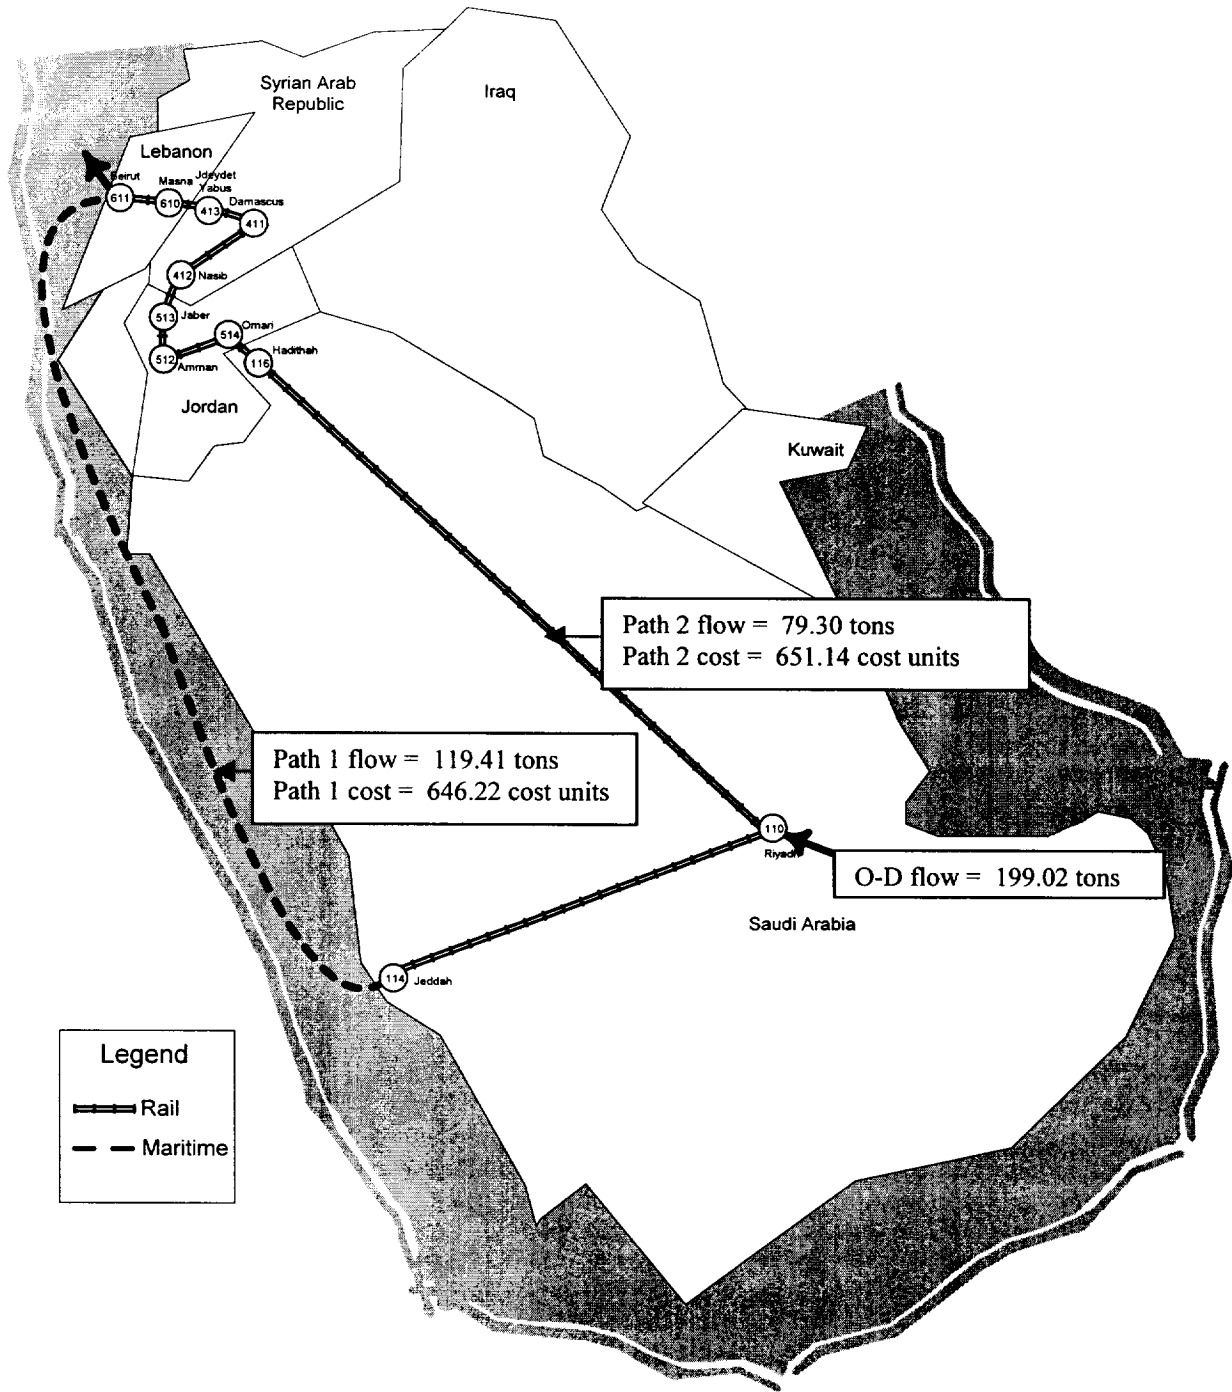 Syrian Arab
Republic
Iraq
Lebanon
Beirut
Masna
Jdeydet
Yabus
Damascus
611
610
413
411
412
Nasib
513
Jaber
Omari
514
512
Amman
Hadithah
116
Jordan
Kuwait
Path 2 flow = 79.30 tons
Path 2 cost = 651.14 cost units
Path 1 flow = 119.41 tons
Path 1 cost = 646.22 cost units
110
Riyadh
O-D flow = 199.02 tons
Saudi Arabia
114
Jeddah
Legend
Rail
Maritime